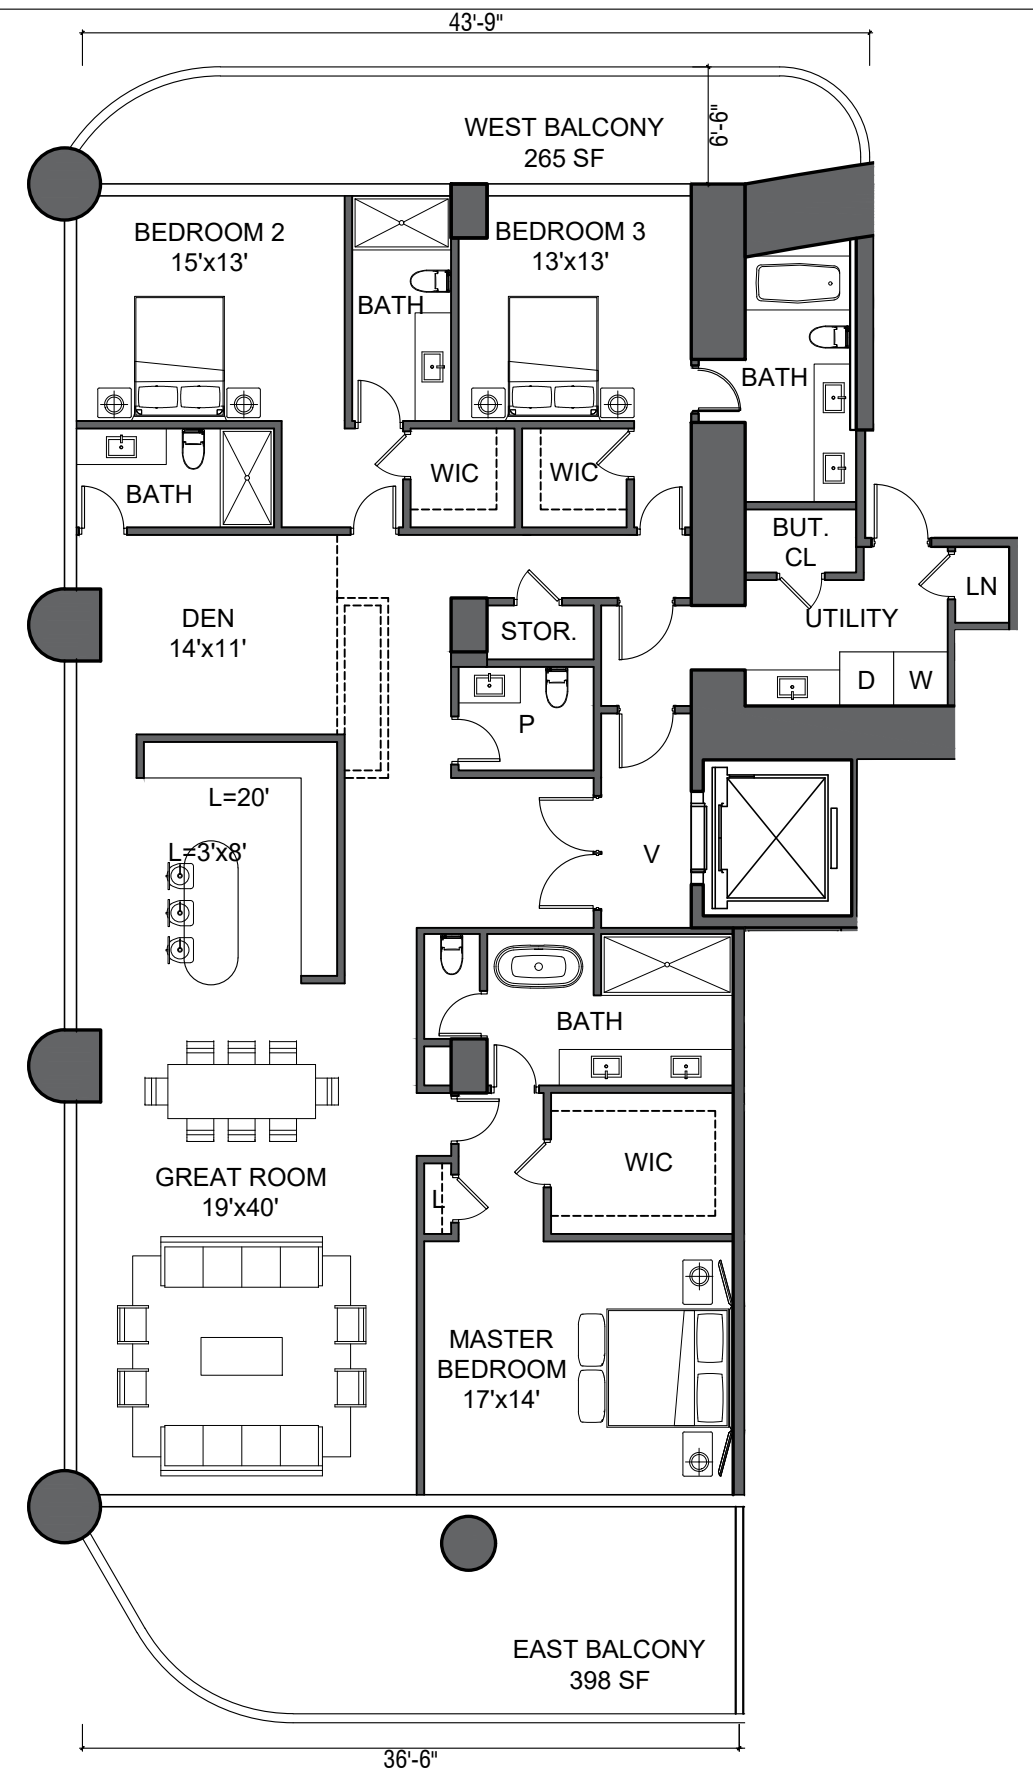 43'-9"
WEST BALCONY
265 SF
6'-6"
BEDROOM 2
15'x13'
BEDROOM 3
13'x13'
BATH
BATH
WIC
WIC
BATH
BUT.
CL
LN
DEN
14'x11'
STOR.
UTILITY
D
W
P
L=20'
L=3'x8'
V
BATH
WIC
GREAT ROOM
19'x40'
L
MASTER
BEDROOM
17'x14'
EAST BALCONY
398 SF
36'-6"